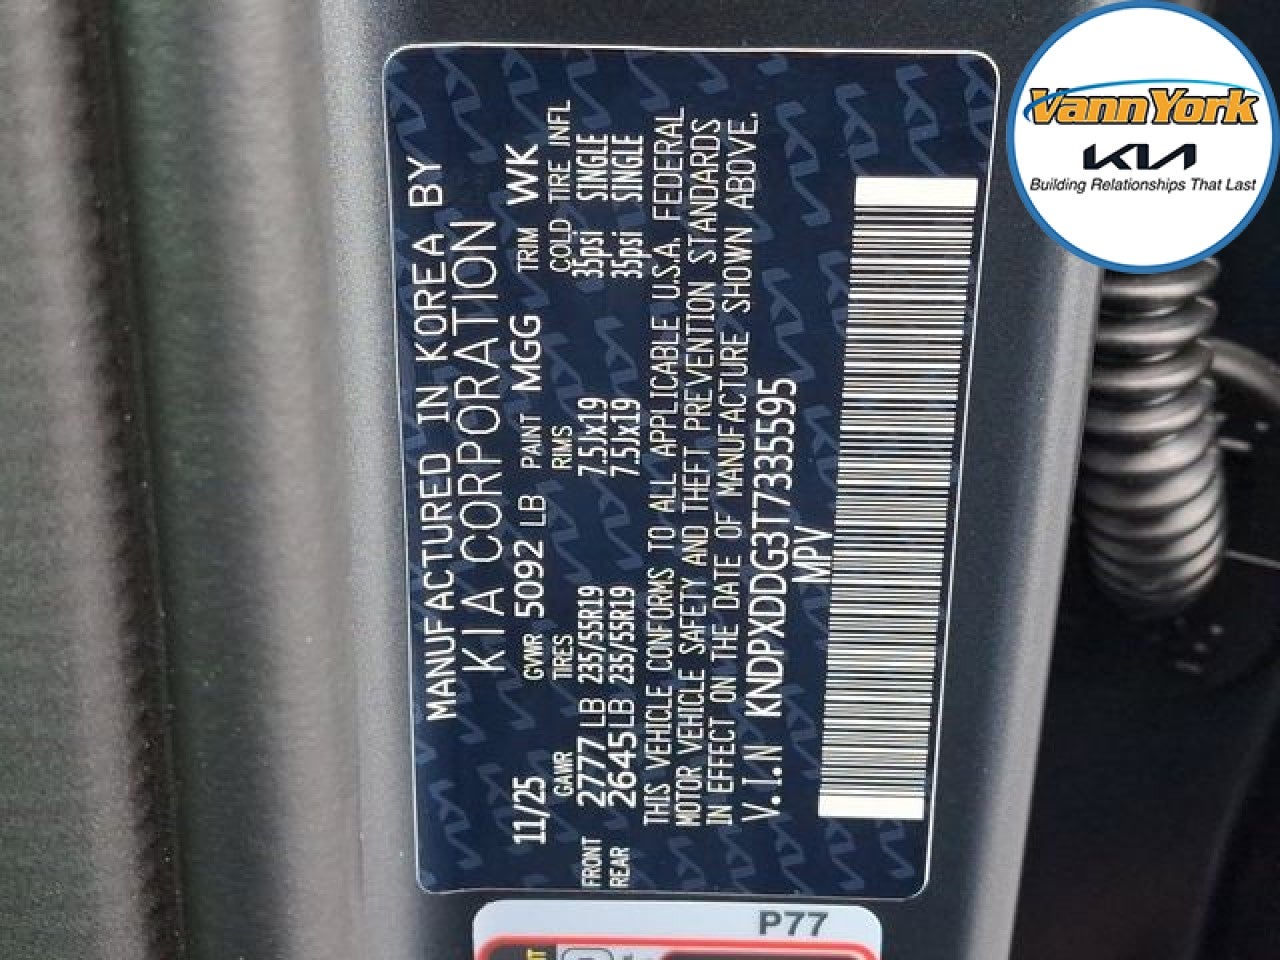 MANUFACTURED IN KOREA BY
KIA CORPORATION
11/25 GVWR 5092 LB PAINT MGG TRIM WK
GAWR TIRES RIMS COLD TIRE INFL
FRONT 2777 LB 235/55R19 7.5Jx19 35psi SINGLE
REAR 2645LB 235/55R19 7.5Jx19 35psi SINGLE
THIS VEHICLE CONFORMS TO ALL APPLICABLE U.S.A. FEDERAL
MOTOR VEHICLE SAFETY AND THEFT PREVENTION STANDARDS
IN EFFECT ON THE DATE OF MANUFACTURE SHOWN ABOVE.
V.I.N KNDPXDDG3T7335595
MPV
P77
VannYork
KIA
Building Relationships That Last